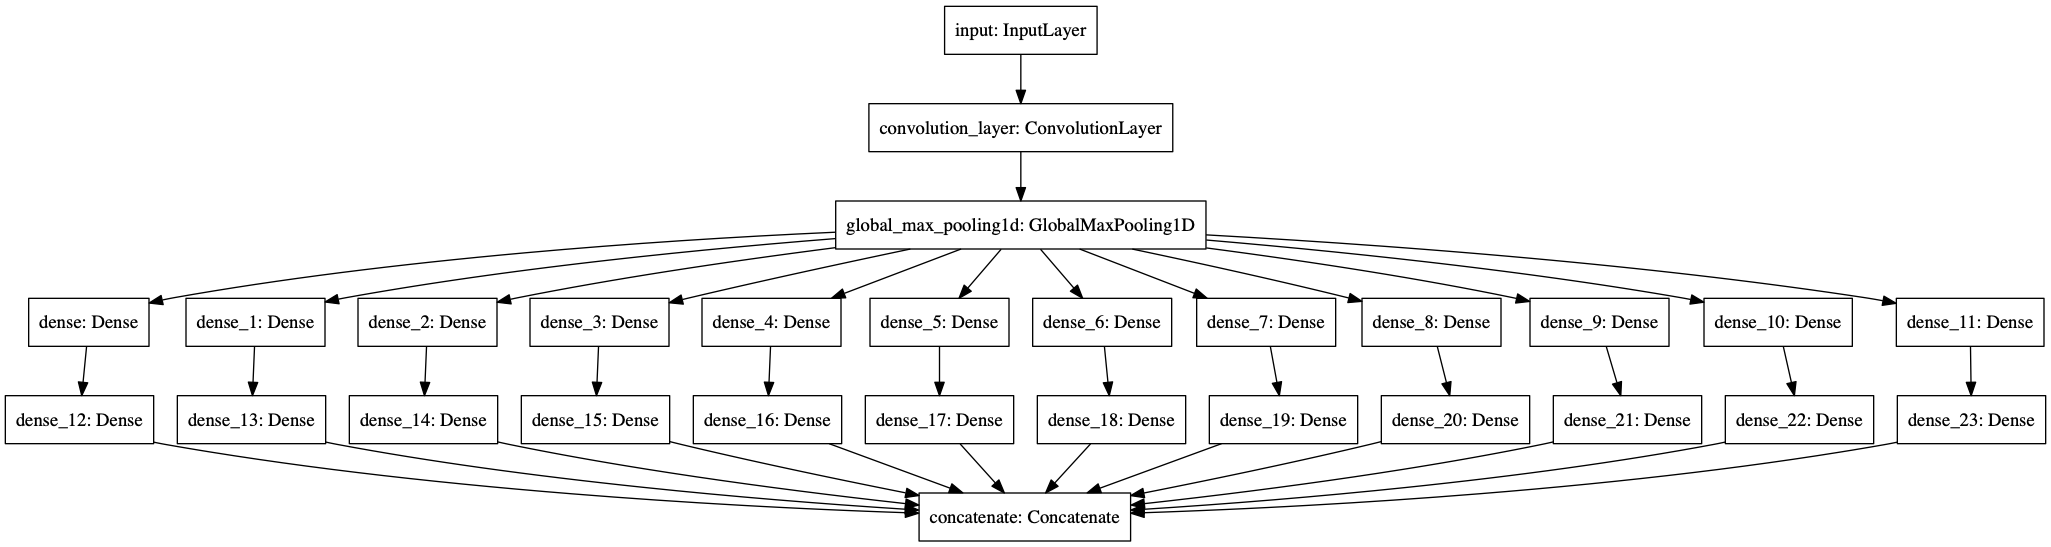 input: InputLayer
convolution_layer: ConvolutionLayer
global_max_pooling1d: GlobalMaxPooling1D
dense: Dense
dense_1: Dense
dense_2: Dense
dense_3: Dense
dense_4: Dense
dense_5: Dense
dense_6: Dense
dense_7: Dense
dense_8: Dense
dense_9: Dense
dense_10: Dense
dense_11: Dense
dense_12: Dense
dense_13: Dense
dense_14: Dense
dense_15: Dense
dense_16: Dense
dense_17: Dense
dense_18: Dense
dense_19: Dense
dense_20: Dense
dense_21: Dense
dense_22: Dense
dense_23: Dense
concatenate: Concatenate